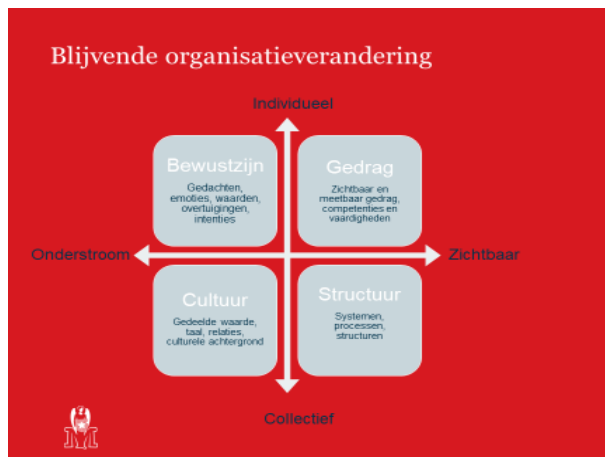 Blijvende organisatieverandering
Individueel
Bewustzijn
Gedachten,
emoties, waarden,
overtuigingen,
intenties
Gedrag
Zichtbaar en
meetbaar gedrag,
competenties en
vaardigheden
Onderstroom
Zichtbaar
Cultuur
Gedeelde waarde,
taal, relaties,
culturele achtergrond
Structuur
Systemen,
processen,
structuren
Collectief